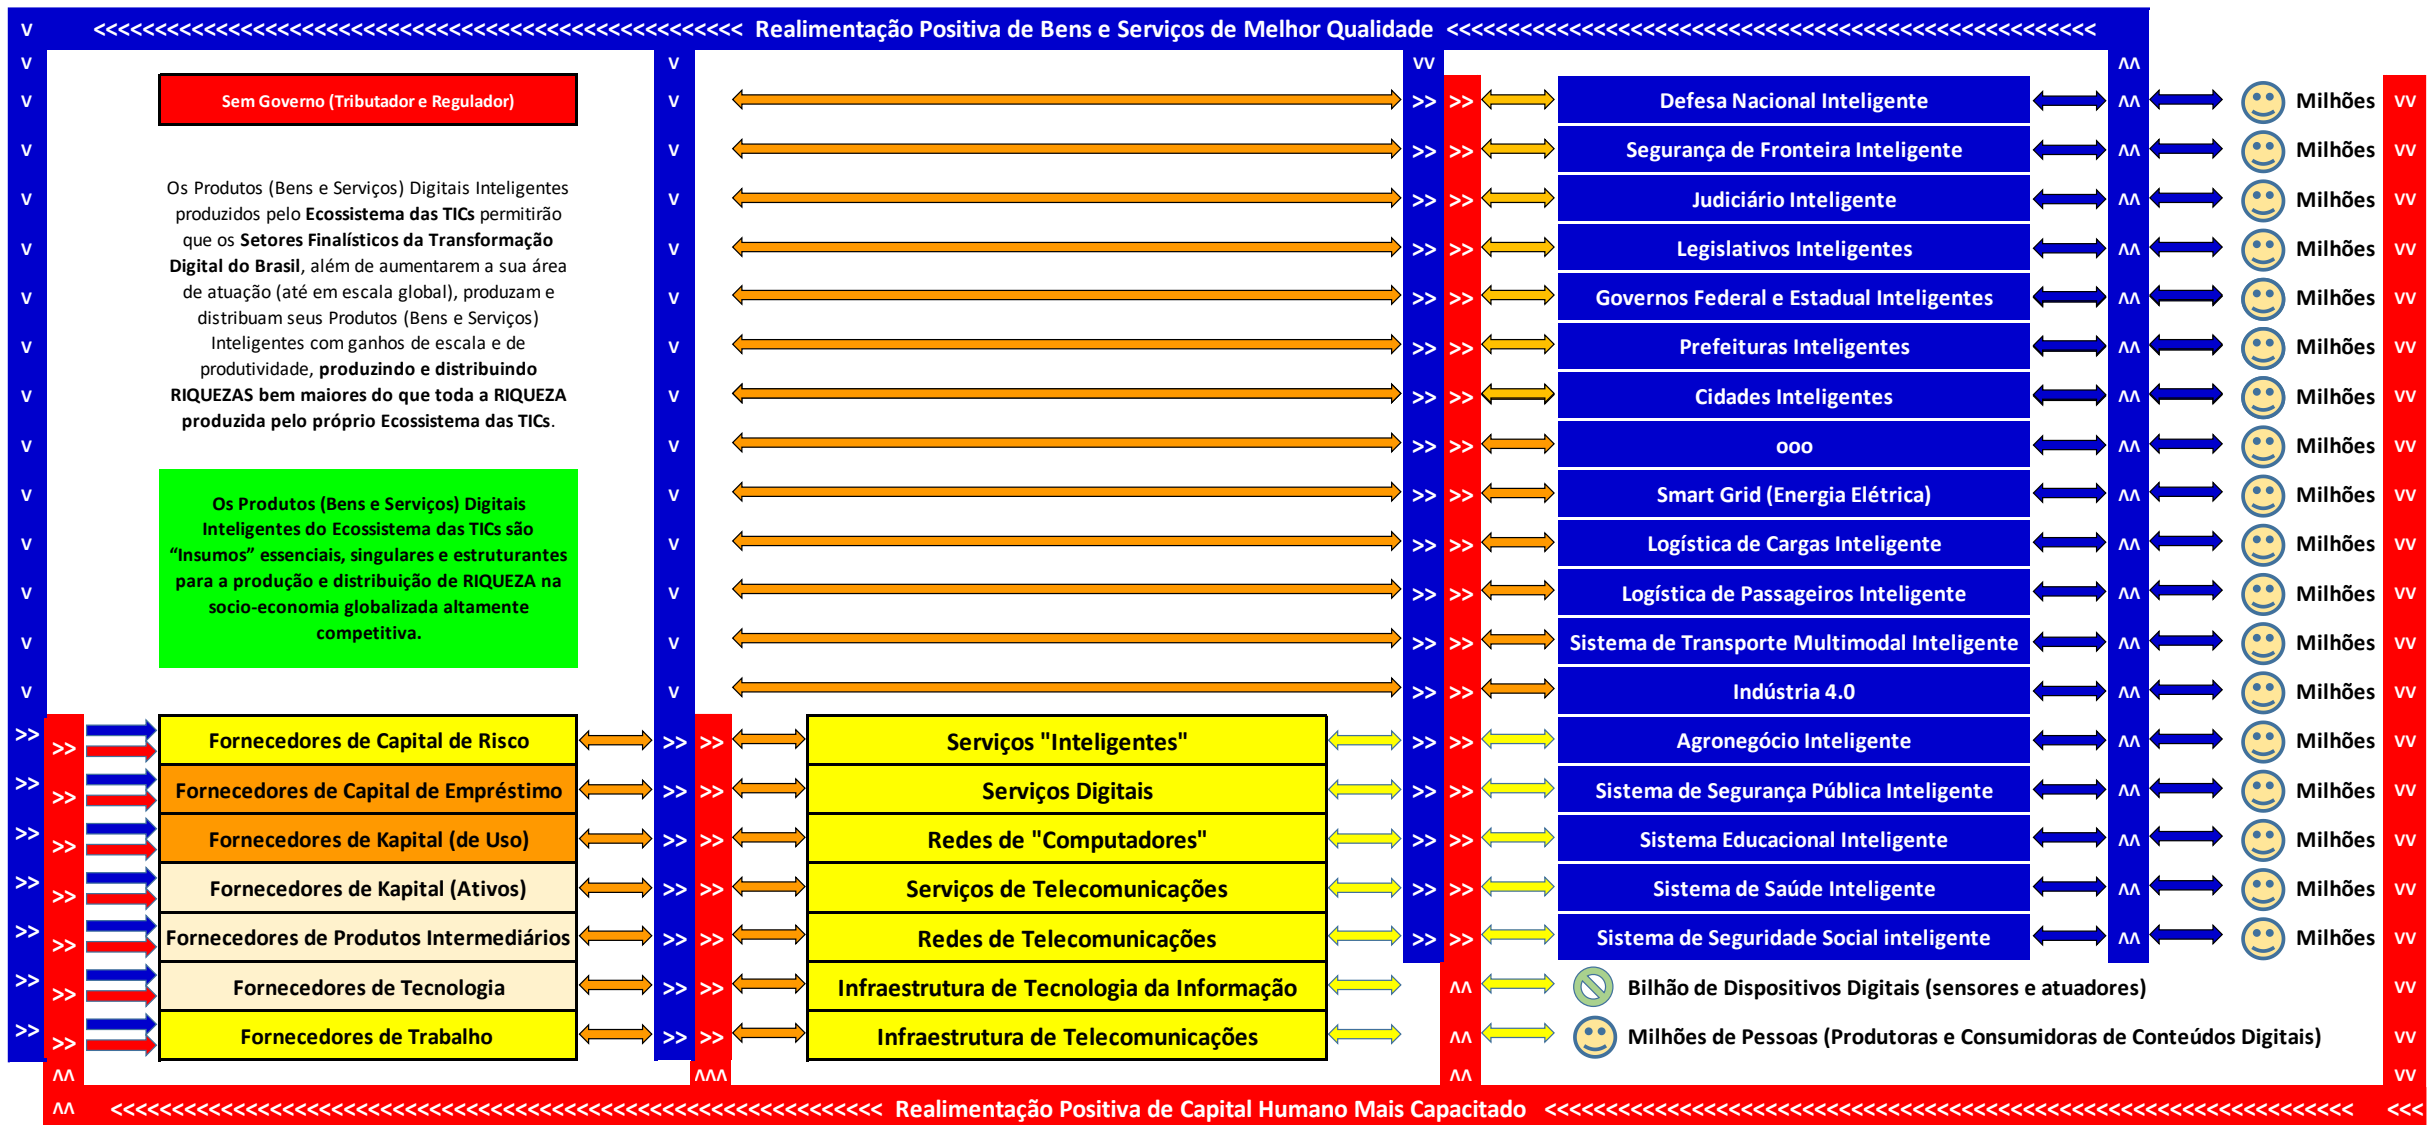 Realimentação Positiva de Bens e Serviços de Melhor Qualidade
Sem Governo (Tributador e Regulador)
Os Produtos (Bens e Serviços) Digitais Inteligentes
produzidos pelo Ecossistema das TICs permitirão
que os Setores Finalísticos da Transformação
Digital do Brasil, além de aumentarem a sua área
de atuação (até em escala global), produzam e
distribuam seus Produtos (Bens e Serviços)
Inteligentes com ganhos de escala e de
produtividade, produzindo e distribuindo
RIQUEZAS bem maiores do que toda a RIQUEZA
produzida pelo próprio Ecossistema das TICs.
Os Produtos (Bens e Serviços) Digitais
Inteligentes do Ecossistema das TICs são
“Insumos” essenciais, singulares e estruturantes
para a produção e distribuição de RIQUEZA na
socio-economia globalizada altamente
competitiva.
Fornecedores de Capital de Risco
Fornecedores de Capital de Empréstimo
Fornecedores de Kapital (de Uso)
Fornecedores de Kapital (Ativos)
Fornecedores de Produtos Intermediários
Fornecedores de Tecnologia
Fornecedores de Trabalho
Serviços "Inteligentes"
Serviços Digitais
Redes de "Computadores"
Serviços de Telecomunicações
Redes de Telecomunicações
Infraestrutura de Tecnologia da Informação
Infraestrutura de Telecomunicações
Defesa Nacional Inteligente Milhões
Segurança de Fronteira Inteligente Milhões
Judiciário Inteligente Milhões
Legislativos Inteligentes Milhões
Governos Federal e Estadual Inteligentes Milhões
Prefeituras Inteligentes Milhões
Cidades Inteligentes Milhões
ooo Milhões
Smart Grid (Energia Elétrica) Milhões
Logística de Cargas Inteligente Milhões
Logística de Passageiros Inteligente Milhões
Sistema de Transporte Multimodal Inteligente Milhões
Indústria 4.0 Milhões
Agronegócio Inteligente Milhões
Sistema de Segurança Pública Inteligente Milhões
Sistema Educacional Inteligente Milhões
Sistema de Saúde Inteligente Milhões
Sistema de Seguridade Social inteligente Milhões
Bilhão de Dispositivos Digitais (sensores e atuadores)
Milhões de Pessoas (Produtoras e Consumidoras de Conteúdos Digitais)
Realimentação Positiva de Capital Humano Mais Capacitado